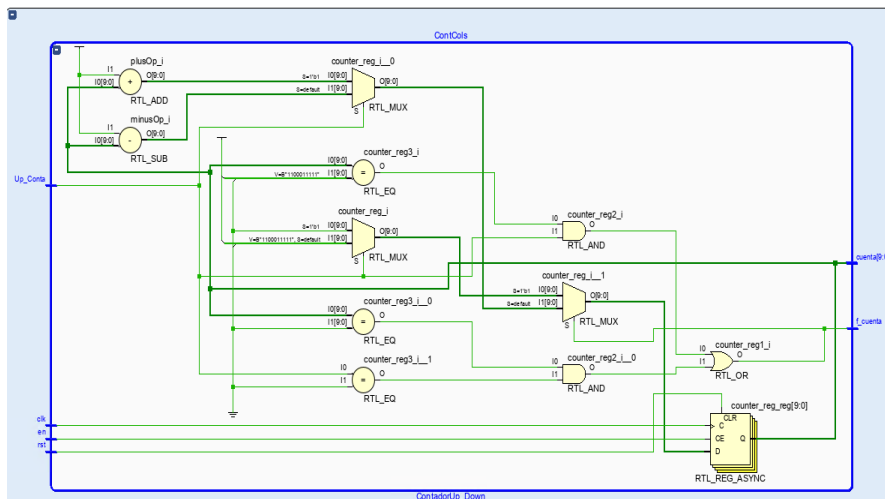 ContCols
plusOp_i
I1
I0[9:0]
+
O[9:0]
RTL_ADD
minusOp_i
I1
I0[9:0]
-
O[9:0]
RTL_SUB
counter_reg_i__0
S=1'b1 I0[9:0]
S=default I1[9:0]
O[9:0]
S
RTL_MUX
Up_Conta
counter_reg3_i
I0[9:0]
V=B"1100011111" I1[9:0]
=
O
RTL_EQ
counter_reg_i
S=1'b1 I0[9:0]
V=B"1100011111", S=default I1[9:0]
O[9:0]
S
RTL_MUX
counter_reg2_i
I0
I1
O
RTL_AND
counter_reg_i__1
S=1'b1 I0[9:0]
S=default I1[9:0]
O[9:0]
S
RTL_MUX
cuenta[9:0
f_cuenta
counter_reg3_i__0
I0[9:0]
I1[9:0]
=
O
RTL_EQ
counter_reg3_i__1
I0
I1
=
O
RTL_EQ
counter_reg2_i__0
I0
I1
O
RTL_AND
counter_reg1_i
I0
I1
O
RTL_OR
clk
en
rst
counter_reg_reg[9:0]
CLR
C
CE
Q
D
RTL_REG_ASYNC
ContadorUp_Down